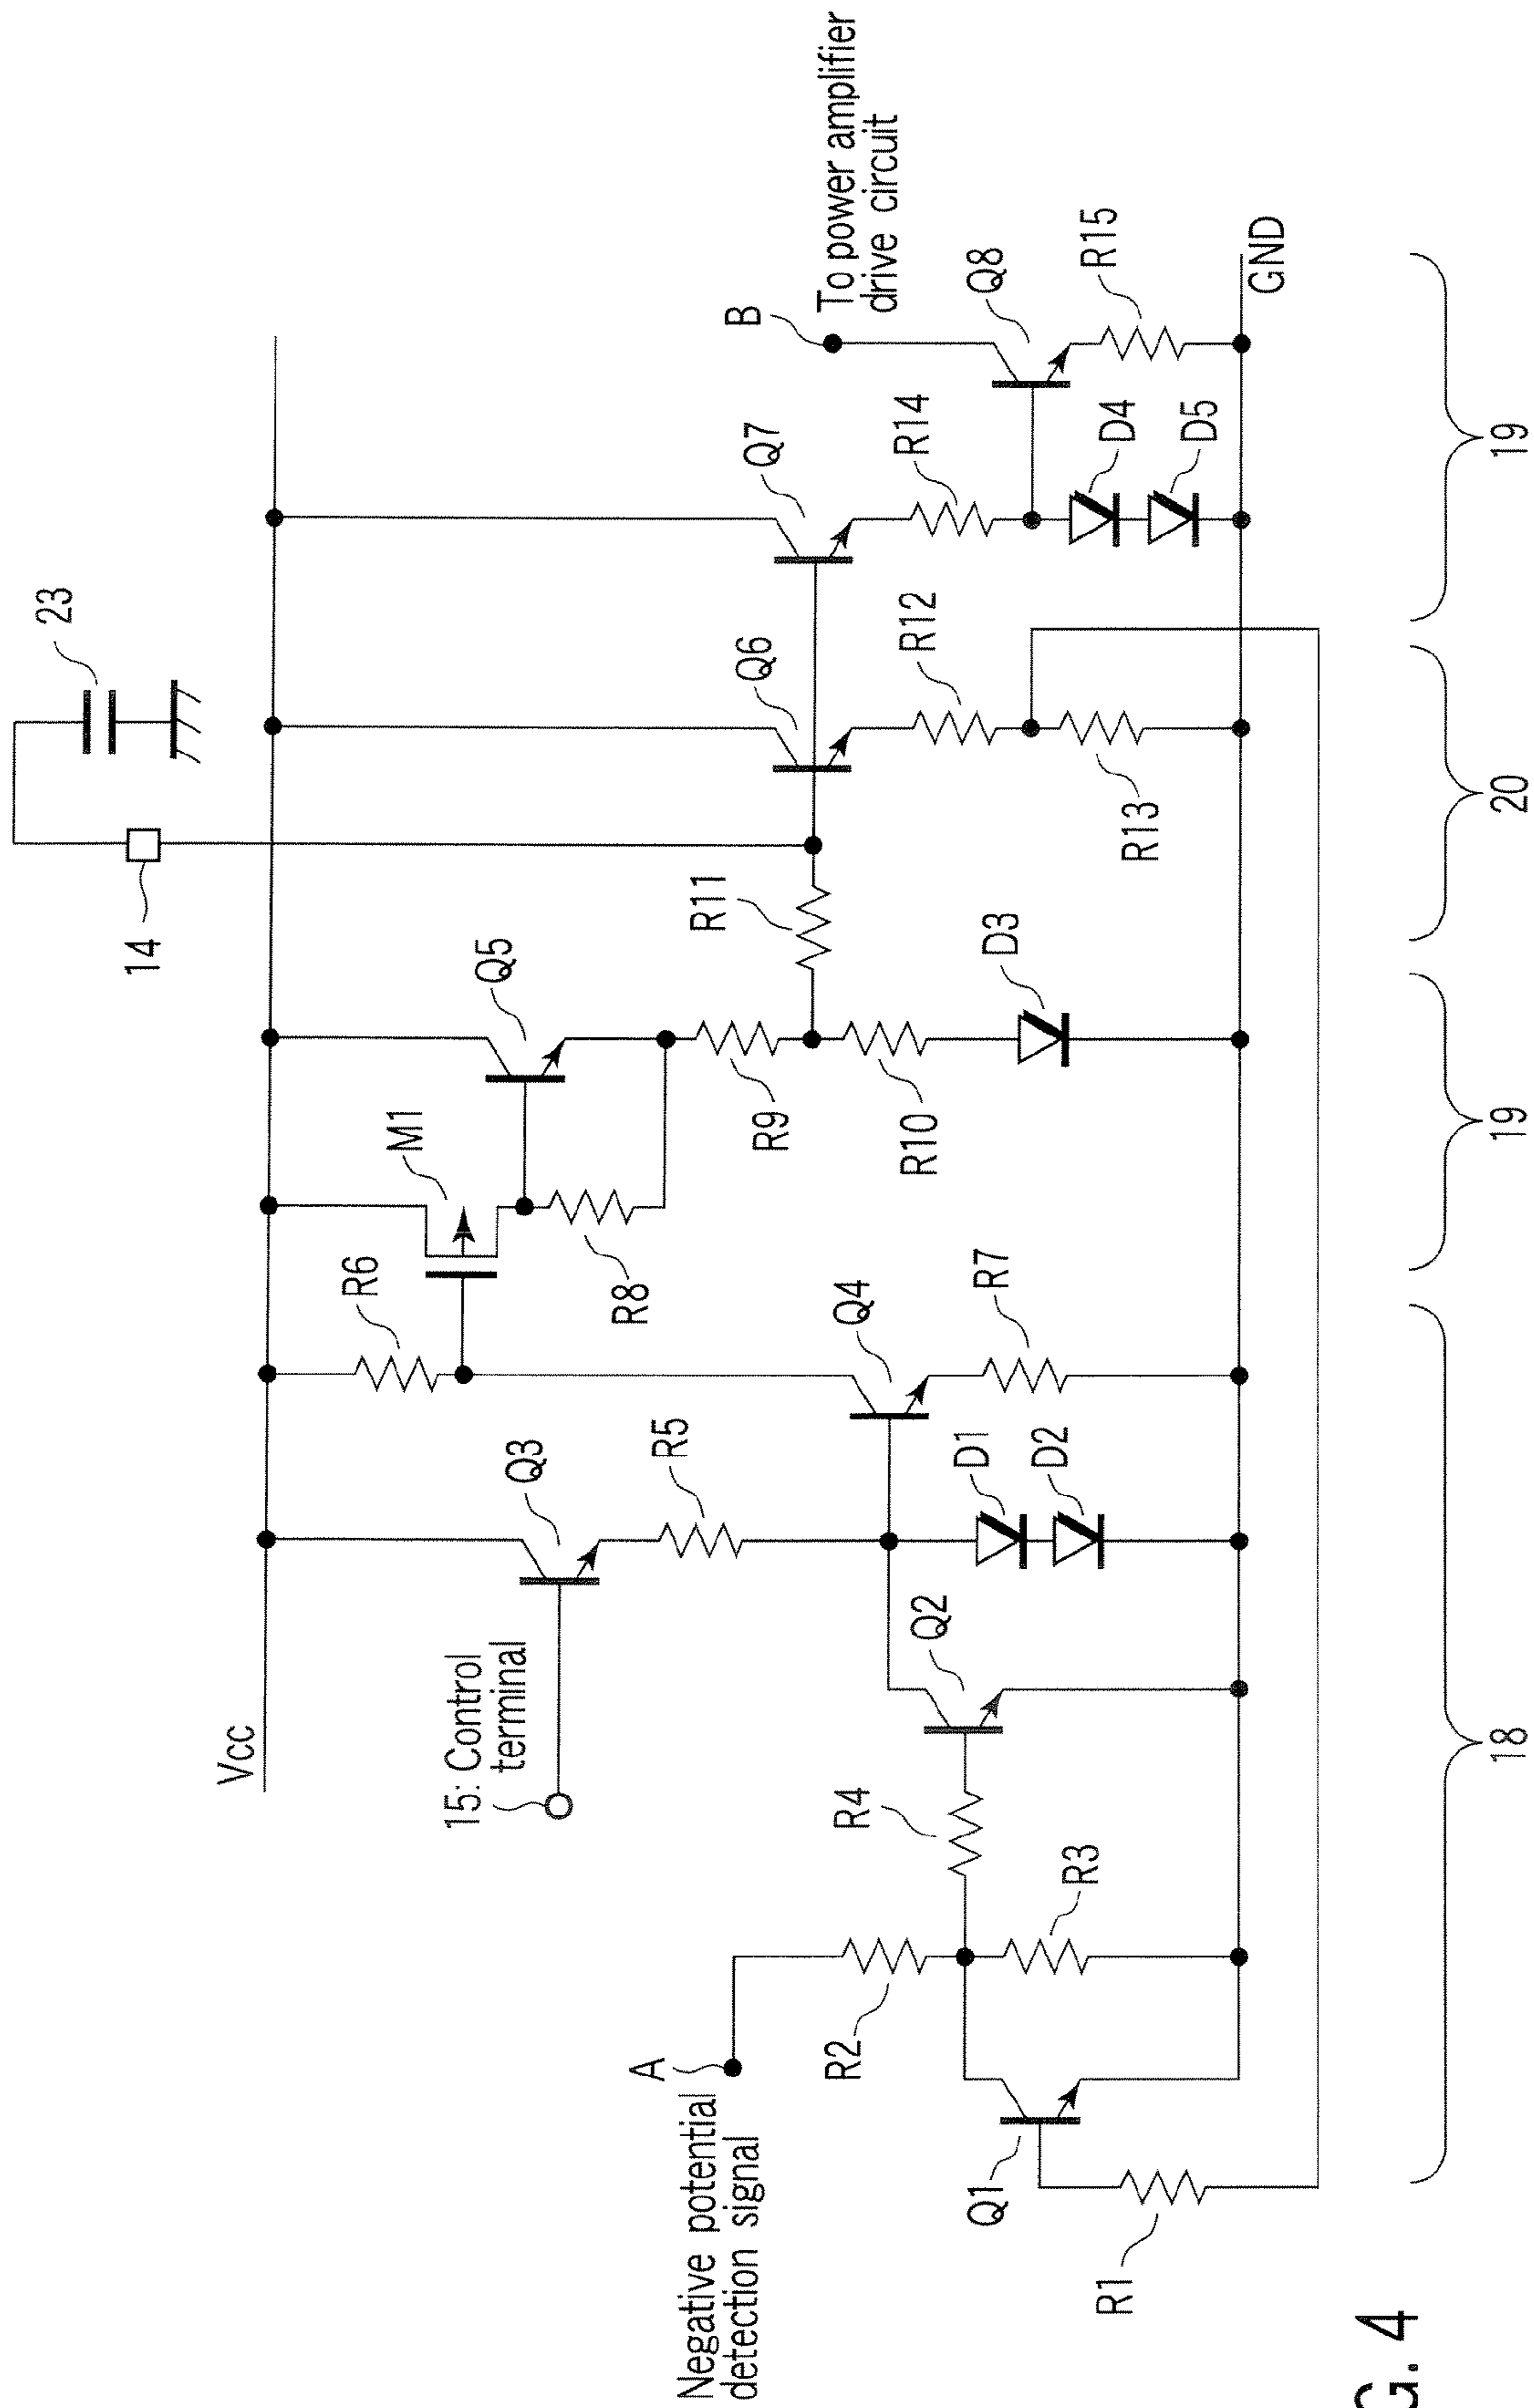 Vcc
15: Control
terminal
A
Negative potential
detection signal
R1
Q1
R2
R3
R4
Q2
Q3
R5
D1
D2
Q4
R6
R7
M1
R8
Q5
R9
R10
D3
R11
14
23
Q6
R12
R13
Q7
R14
D4
D5
B
To power amplifier
drive circuit
Q8
R15
GND
18
19
20
19
G. 4